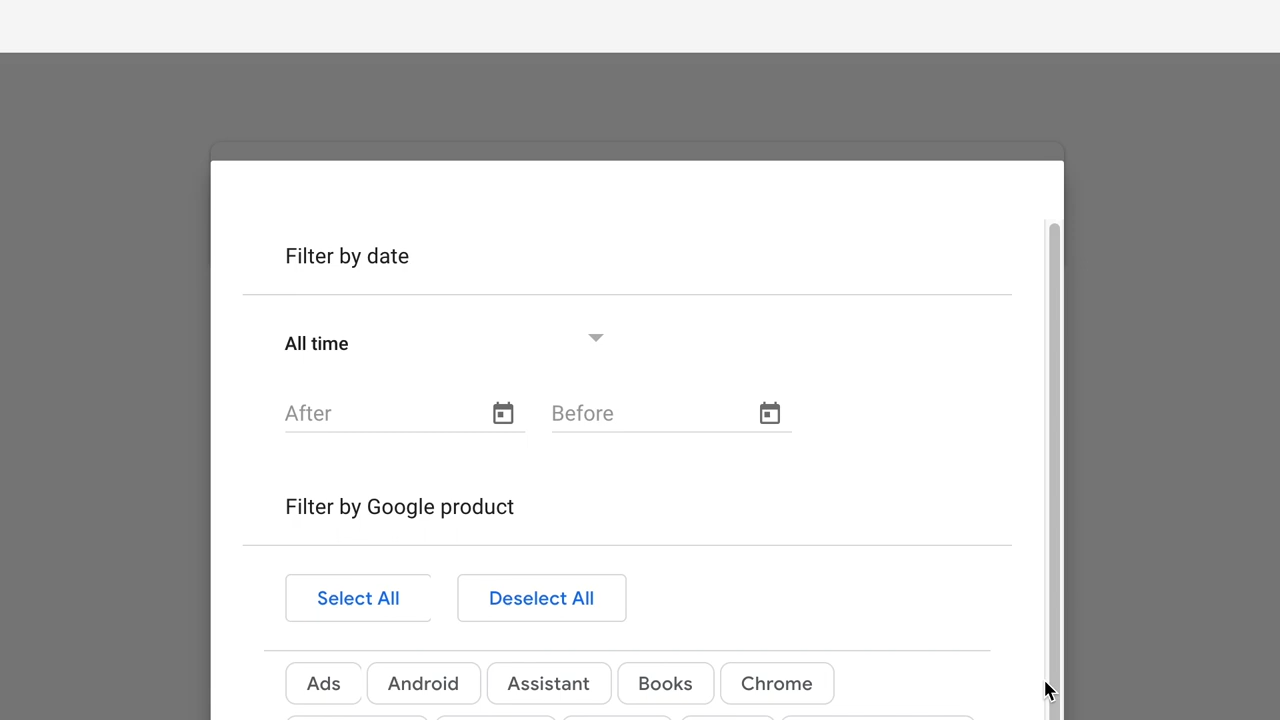 Filter by date
All time
After Before
Filter by Google product
Select All Deselect All
Ads Android Assistant Books Chrome